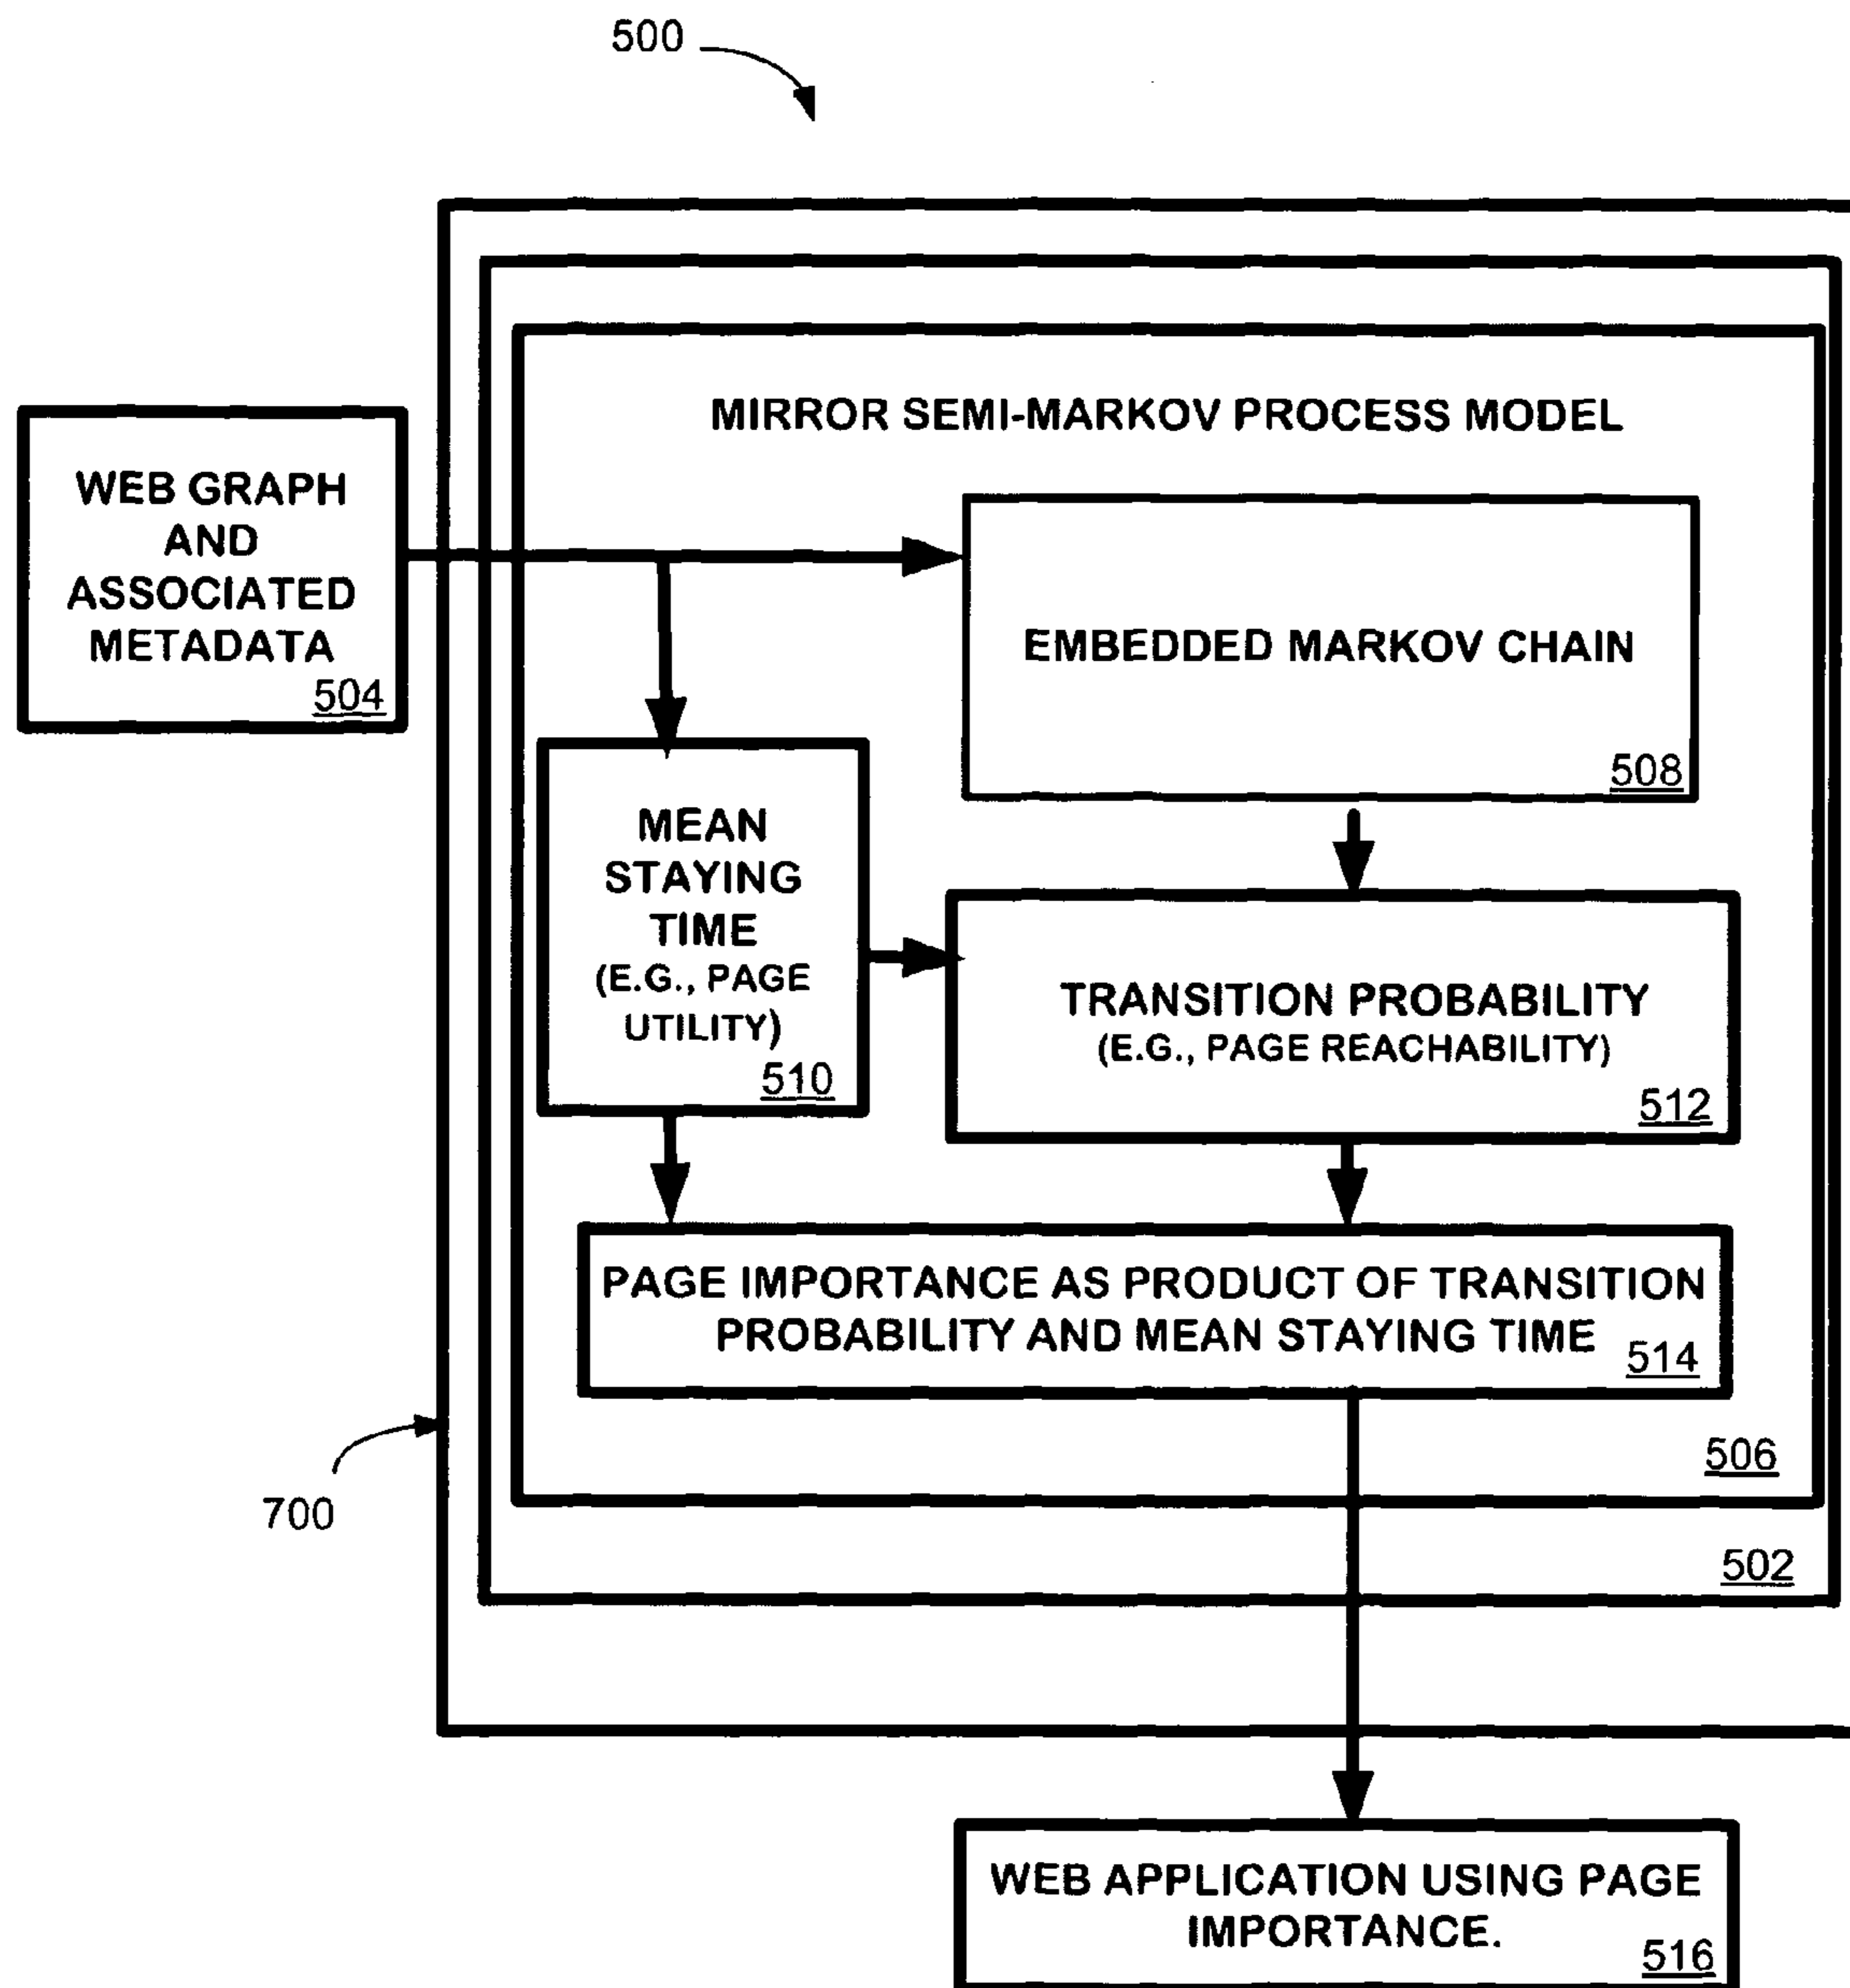 500
MIRROR SEMI-MARKOV PROCESS MODEL
WEB GRAPH
AND
ASSOCIATED
METADATA
504
EMBEDDED MARKOV CHAIN
508
MEAN
STAYING
TIME
(E.G., PAGE
UTILITY)
510
TRANSITION PROBABILITY
(E.G., PAGE REACHABILITY)
512
PAGE IMPORTANCE AS PRODUCT OF TRANSITION
PROBABILITY AND MEAN STAYING TIME
514
506
700
502
WEB APPLICATION USING PAGE
IMPORTANCE.
516